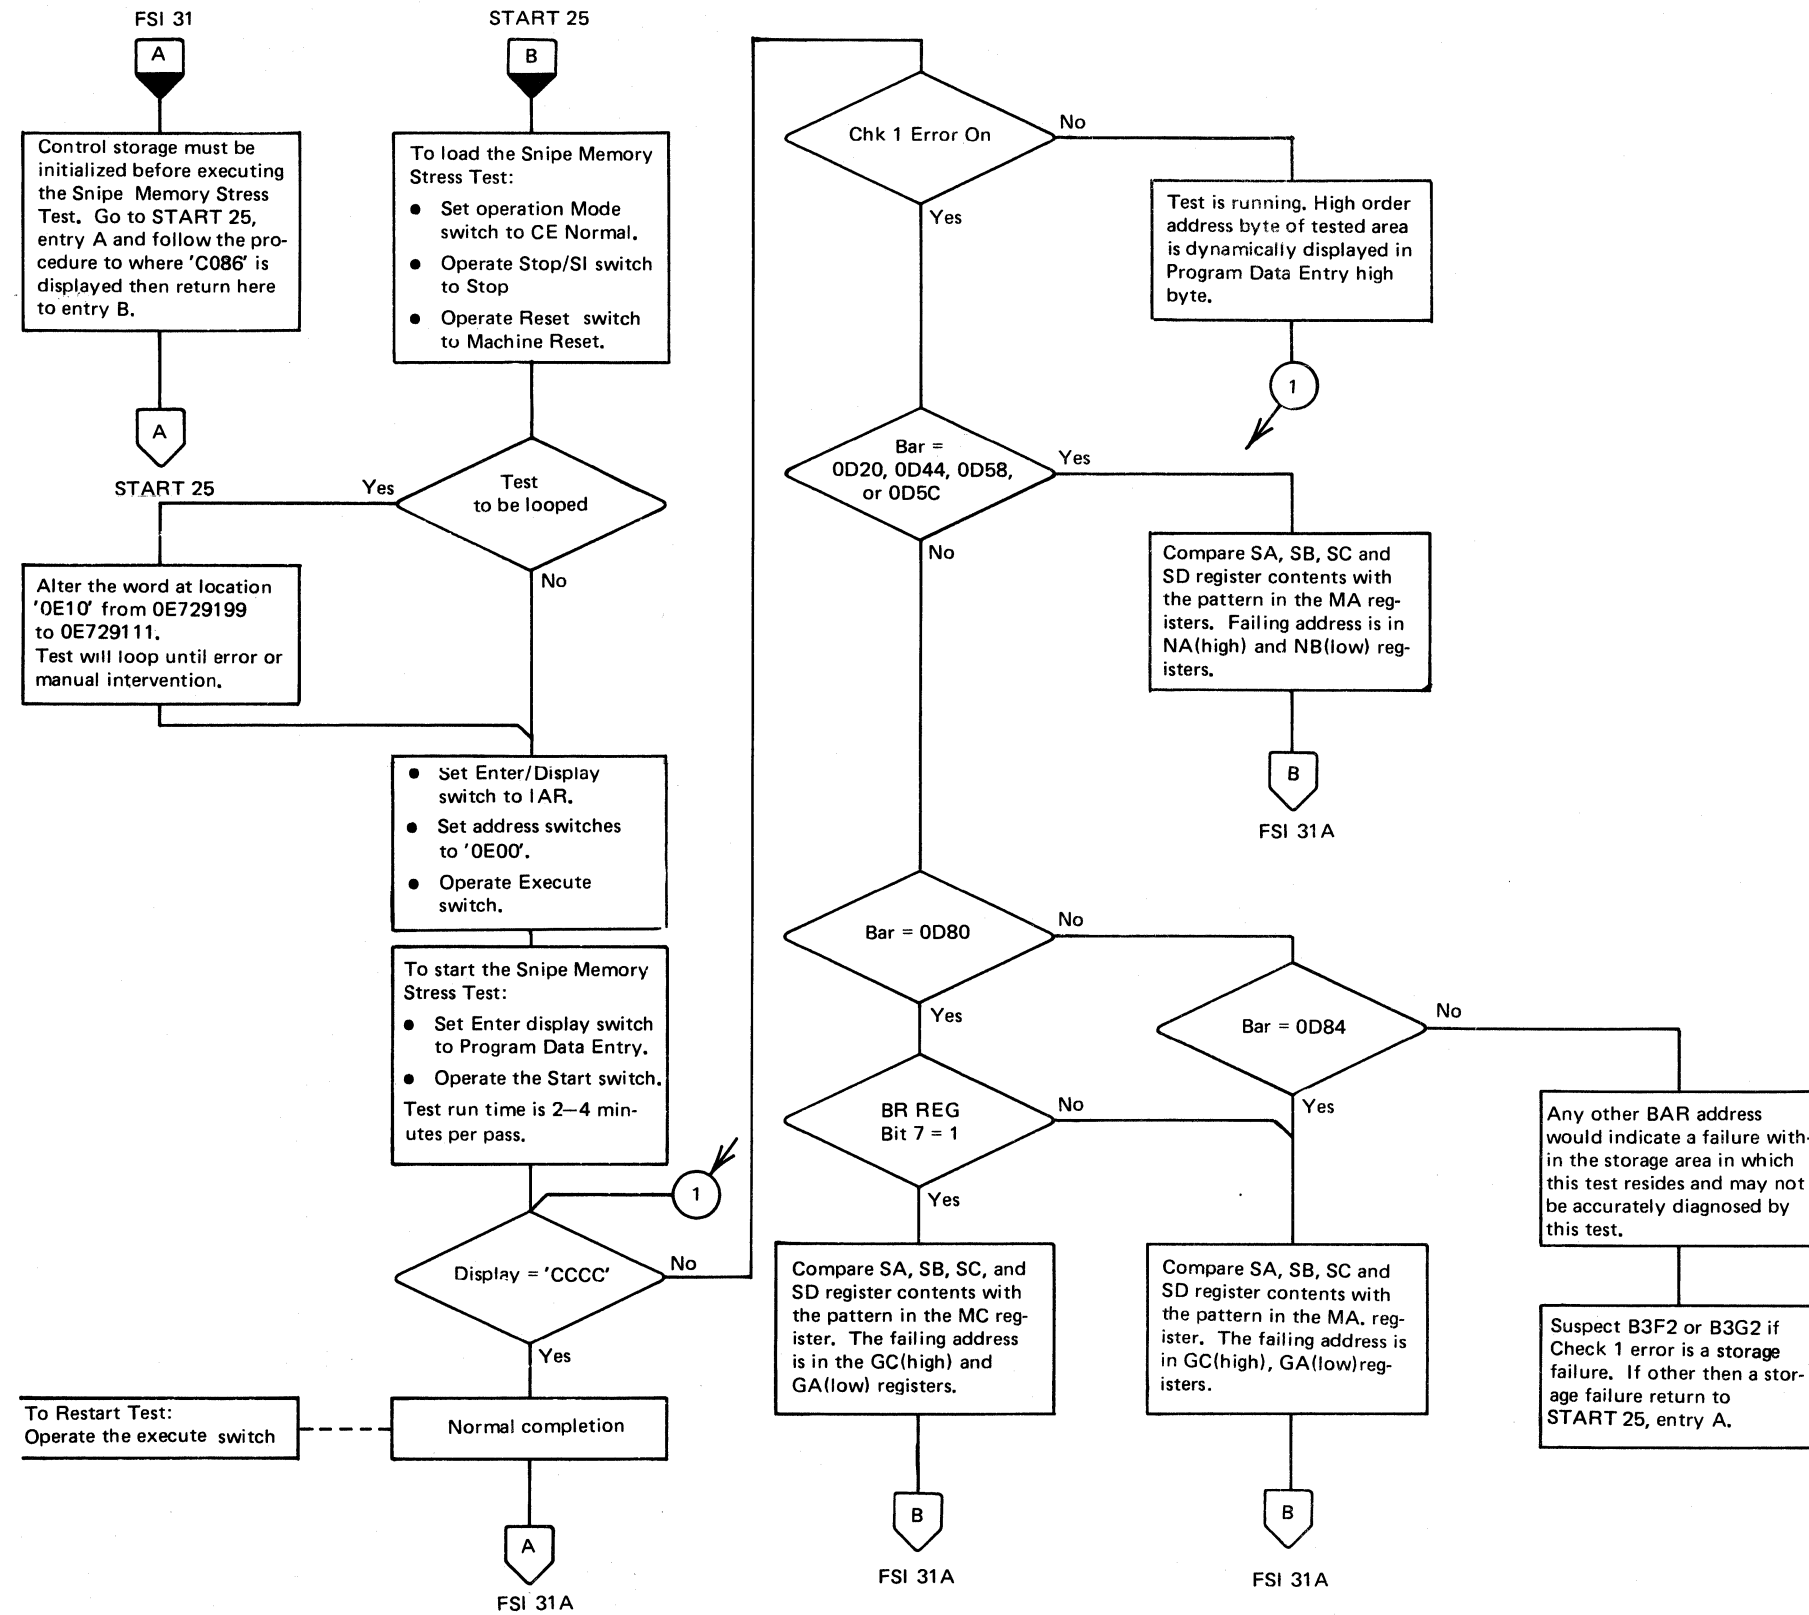 FSI 31
A
Control storage must be
initialized before executing
the Snipe Memory Stress
Test. Go to START 25,
entry A and follow the pro-
cedure to where 'C086' is
displayed then return here
to entry B.
A
START 25
START 25
B
To load the Snipe Memory
Stress Test:
● Set operation Mode
switch to CE Normal.
● Operate Stop/SI switch
to Stop
● Operate Reset switch
to Machine Reset.
Test
to be looped
Yes
No
Alter the word at location
'0E10' from 0E729199
to 0E729111.
Test will loop until error or
manual intervention.
● Set Enter/Display
switch to IAR.
● Set address switches
to '0E00'.
● Operate Execute
switch.
To start the Snipe Memory
Stress Test:
● Set Enter display switch
to Program Data Entry.
● Operate the Start switch.
Test run time is 2–4 min-
utes per pass.
1
Display = 'CCCC'
No
Yes
To Restart Test:
Operate the execute switch
Normal completion
A
FSI 31A
Chk 1 Error On
No
Yes
Test is running. High order
address byte of tested area
is dynamically displayed in
Program Data Entry high
byte.
1
Bar =
0D20, 0D44, 0D58,
or 0D5C
Yes
No
Compare SA, SB, SC and
SD register contents with
the pattern in the MA reg-
isters. Failing address is in
NA(high) and NB(low) reg-
isters.
B
FSI 31A
Bar = 0D80
No
Yes
Bar = 0D84
No
Yes
BR REG
Bit 7 = 1
No
Yes
Compare SA, SB, SC, and
SD register contents with
the pattern in the MC reg-
ister. The failing address
is in the GC(high) and
GA(low) registers.
B
FSI 31A
Compare SA, SB, SC and
SD register contents with
the pattern in the MA. reg-
ister. The failing address is
in GC(high), GA(low)reg-
isters.
B
FSI 31A
Any other BAR address
would indicate a failure with-
in the storage area in which
this test resides and may not
be accurately diagnosed by
this test.
Suspect B3F2 or B3G2 if
Check 1 error is a storage
failure. If other then a stor-
age failure return to
START 25, entry A.